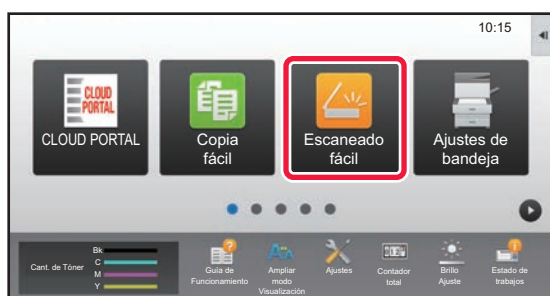 10:15
CLOUD
PORTAL
CLOUD PORTAL
Copia
fácil
Escaneado
fácil
Ajustes de
bandeja
Cant. de Tóner
Bk
C
M
Y
Guía de
Funcionamiento
Ampliar
modo
Visualización
Ajustes
Contador
total
Brillo
Ajuste
Estado de
trabajos